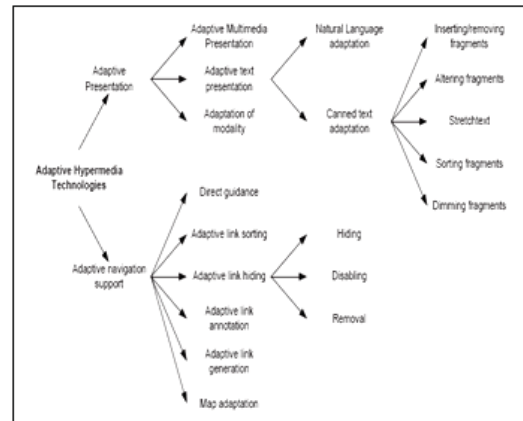 Adaptive Multimedia
Presentation
Natural Language
adaptation
Inserting/removing
fragments
Adaptive
Presentation
Adaptive text
presentation
Altering fragments
Adaptation of
modality
Canned text
adaptation
Stretchtext
Sorting fragments
Dimming fragments
Adaptive Hypermedia
Technologies
Direct guidance
Adaptive link sorting
Hiding
Adaptive navigation
support
Adaptive link hiding
Disabling
Adaptive link
annotation
Removal
Adaptive link
generation
Map adaptation